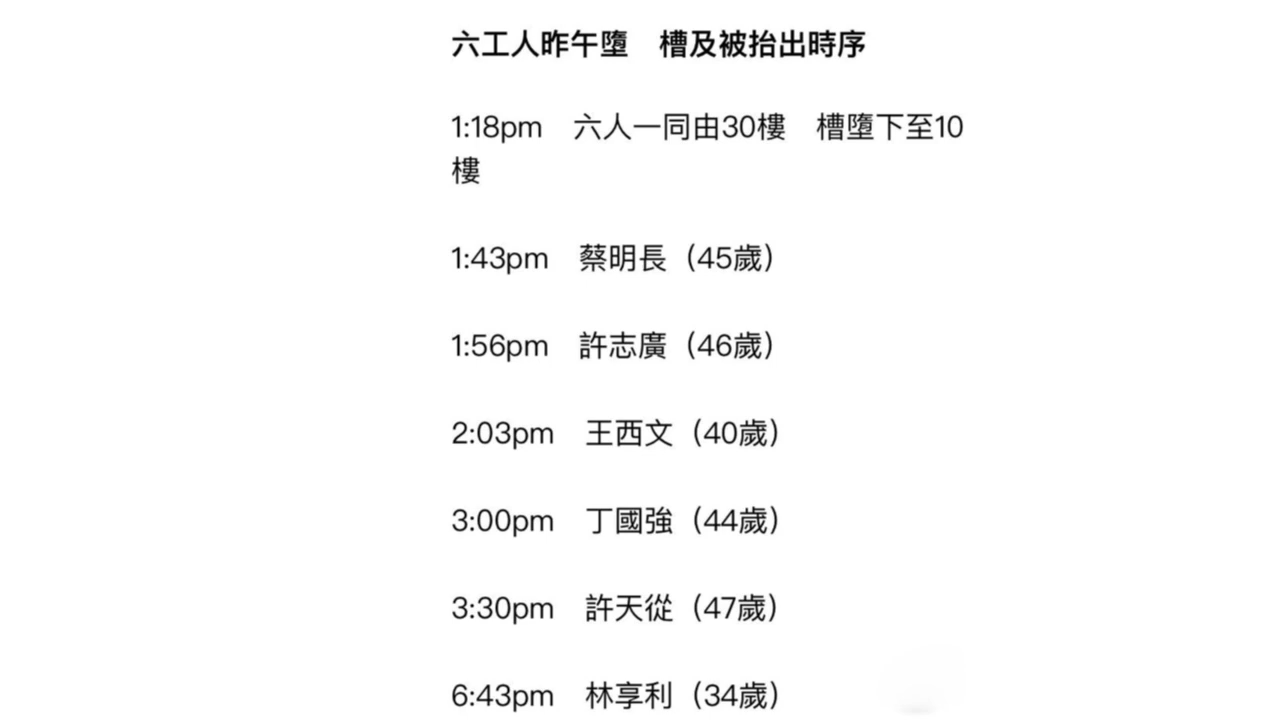 六工人昨午墮　槽及被抬出時序
1:18pm　六人一同由30樓　槽墮下至10
樓
1:43pm　蔡明長（45歲）
1:56pm　許志廣（46歲）
2:03pm　王西文（40歲）
3:00pm　丁國強（44歲）
3:30pm　許天從（47歲）
6:43pm　林享利（34歲）